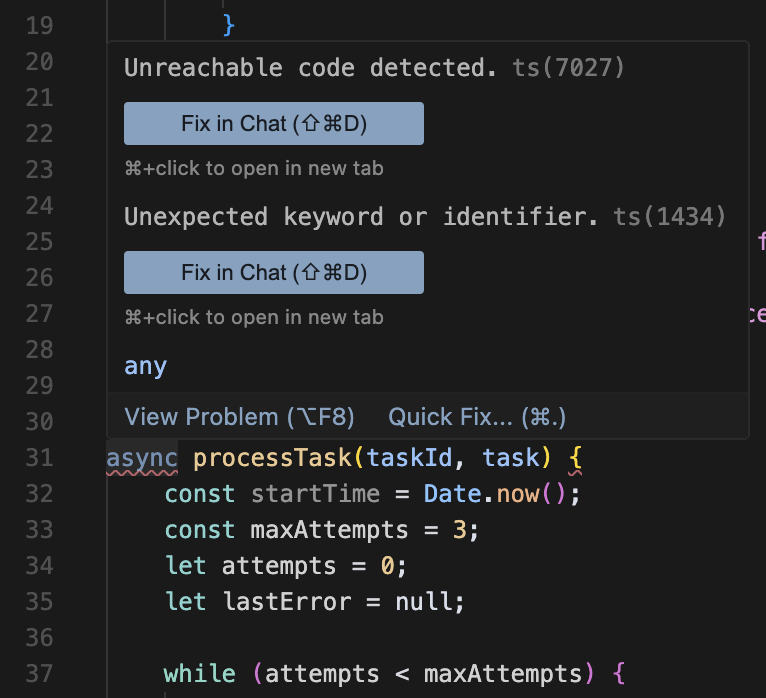 19 }
20
Unreachable code detected. ts(7027)
21
22 Fix in Chat (⇧⌘D)
23 ⌘+click to open in new tab
24 Unexpected keyword or identifier. ts(1434)
25 f
26 Fix in Chat (⇧⌘D)
27 ⌘+click to open in new tab ce
28 any
29
30 View Problem (⌥F8) Quick Fix... (⌘.)
31 async processTask(taskId, task) {
32 const startTime = Date.now();
33 const maxAttempts = 3;
34 let attempts = 0;
35 let lastError = null;
36
37 while (attempts < maxAttempts) {